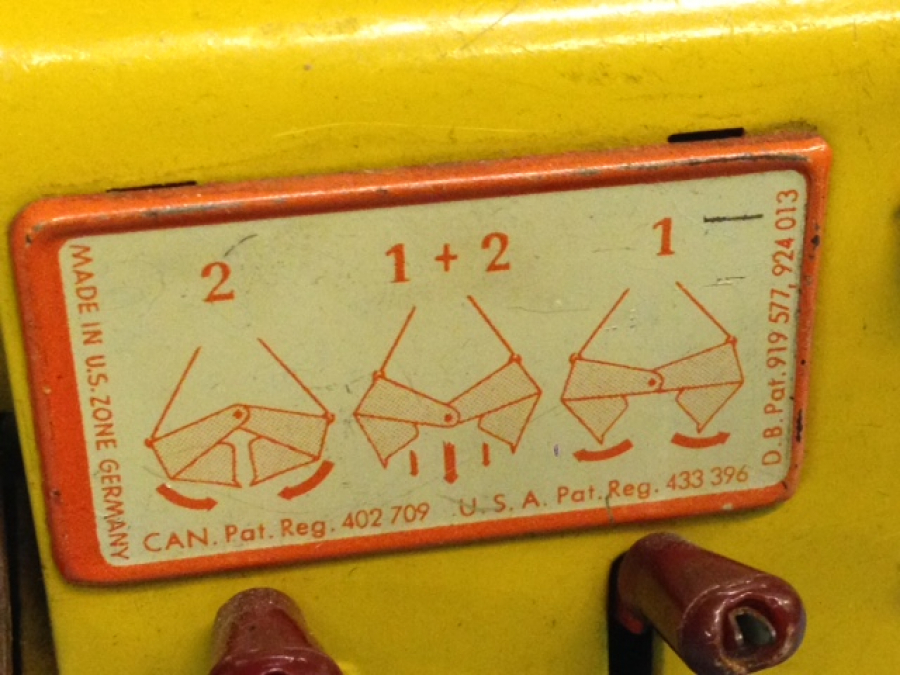 MADE IN U.S. ZONE GERMANY
2
1 + 2
1
CAN. Pat. Reg. 402 709
U. S. A. Pat. Reg. 433 396
D. B. Pat. 919 577, 924 013